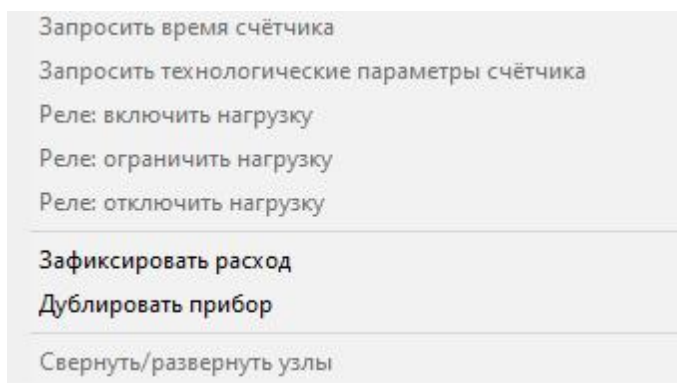 Запросить время счётчика
Запросить технологические параметры счётчика
Реле: включить нагрузку
Реле: ограничить нагрузку
Реле: отключить нагрузку
Зафиксировать расход
Дублировать прибор
Свернуть/развернуть узлы